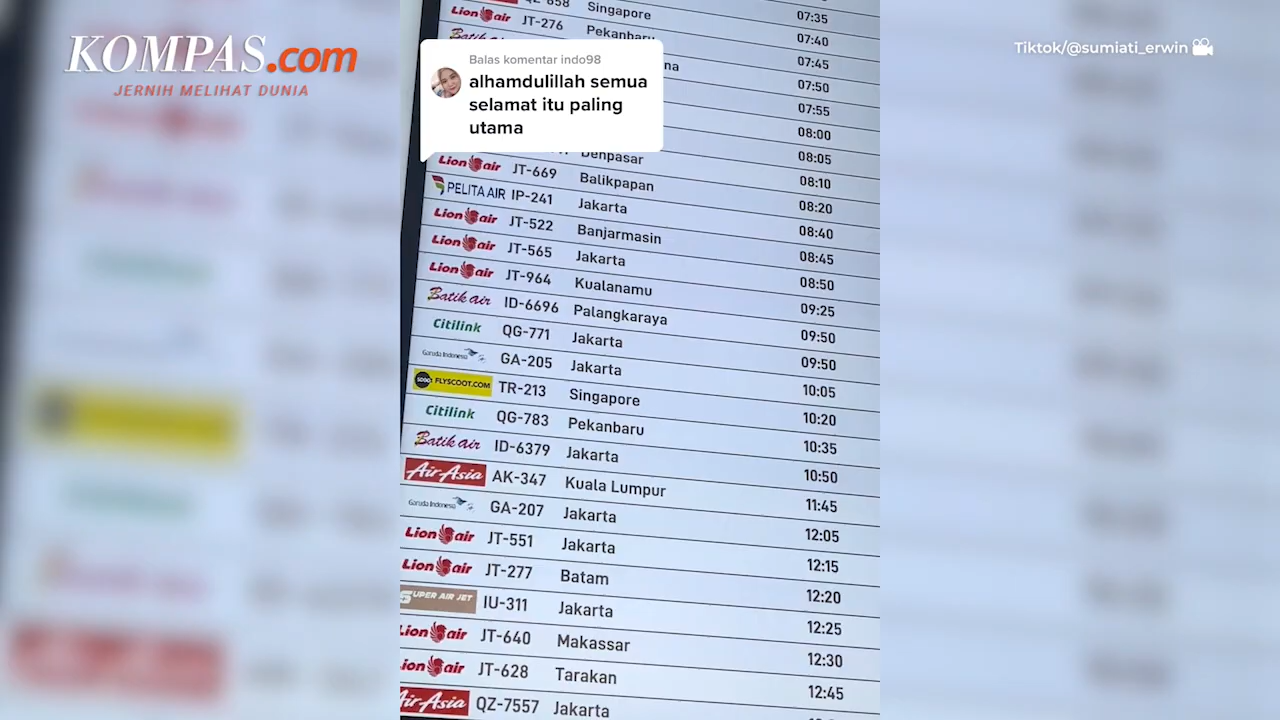 KOMPAS.com
JERNIH MELIHAT DUNIA
Tiktok/@sumiati_erwin
Balas komentar indo98
alhamdulillah semua
selamat itu paling
utama
07:35
Singapore 07:40
Lion air JT-276 Pekanbaru 07:45
Batik air 07:50
07:55
08:00
08:05
Denpasar 08:10
Lion air JT-669 Balikpapan 08:20
PELITA AIR IP-241 Jakarta 08:40
Lion air JT-522 Banjarmasin 08:45
Lion air JT-565 Jakarta 08:50
Lion air JT-964 Kualanamu 09:25
Batik air ID-6696 Palangkaraya 09:50
Citilink QG-771 Jakarta 09:50
Garuda Indonesia GA-205 Jakarta 10:05
FLYSCOOT.COM TR-213 Singapore 10:20
Citilink QG-783 Pekanbaru 10:35
Batik air ID-6379 Jakarta 10:50
AirAsia AK-347 Kuala Lumpur 11:45
Garuda Indonesia GA-207 Jakarta 12:05
Lion air JT-551 Jakarta 12:15
Lion air JT-277 Batam 12:20
SUPER AIR JET IU-311 Jakarta 12:25
Lion air JT-640 Makassar 12:30
Lion air JT-628 Tarakan 12:45
AirAsia QZ-7557 Jakarta